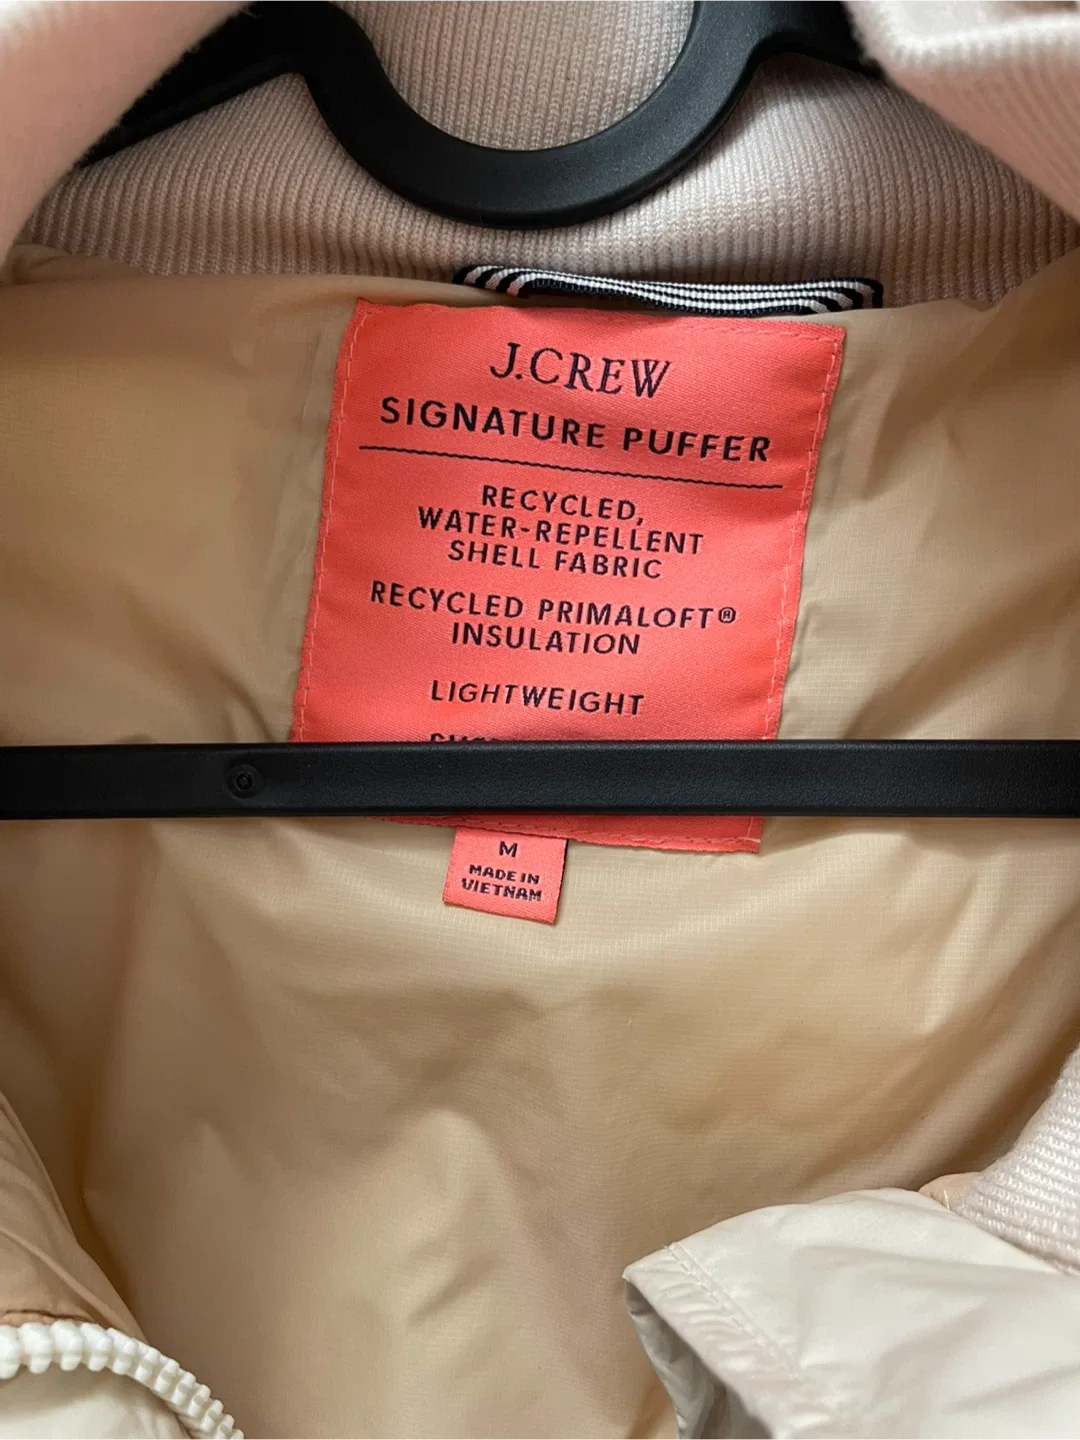 J.CREW
SIGNATURE PUFFER
RECYCLED,
WATER-REPELLENT
SHELL FABRIC
RECYCLED PRIMALOFT®
INSULATION
LIGHTWEIGHT
M
MADE IN
VIETNAM